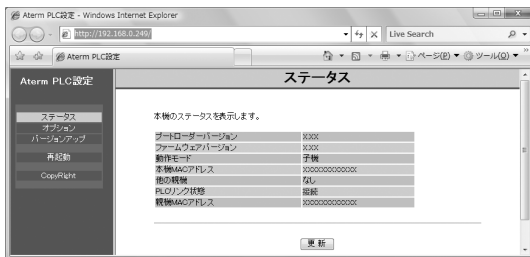 Aterm PLC設定 - Windows Internet Explorer
http://192.168.0.249/
Live Search
Aterm PLC設定
ページ(P)
ツール(O)
Aterm PLC設定
ステータス
オプション
バージョンアップ
再起動
CopyRight
ステータス
本機のステータスを表示します。
ブートローダーバージョン XXX
ファームウェアバージョン XXX
動作モード 子機
本機MACアドレス XXXXXXXXXXXX
他の親機 なし
PLCリンク状態 接続
親機MACアドレス XXXXXXXXXXXX
更新